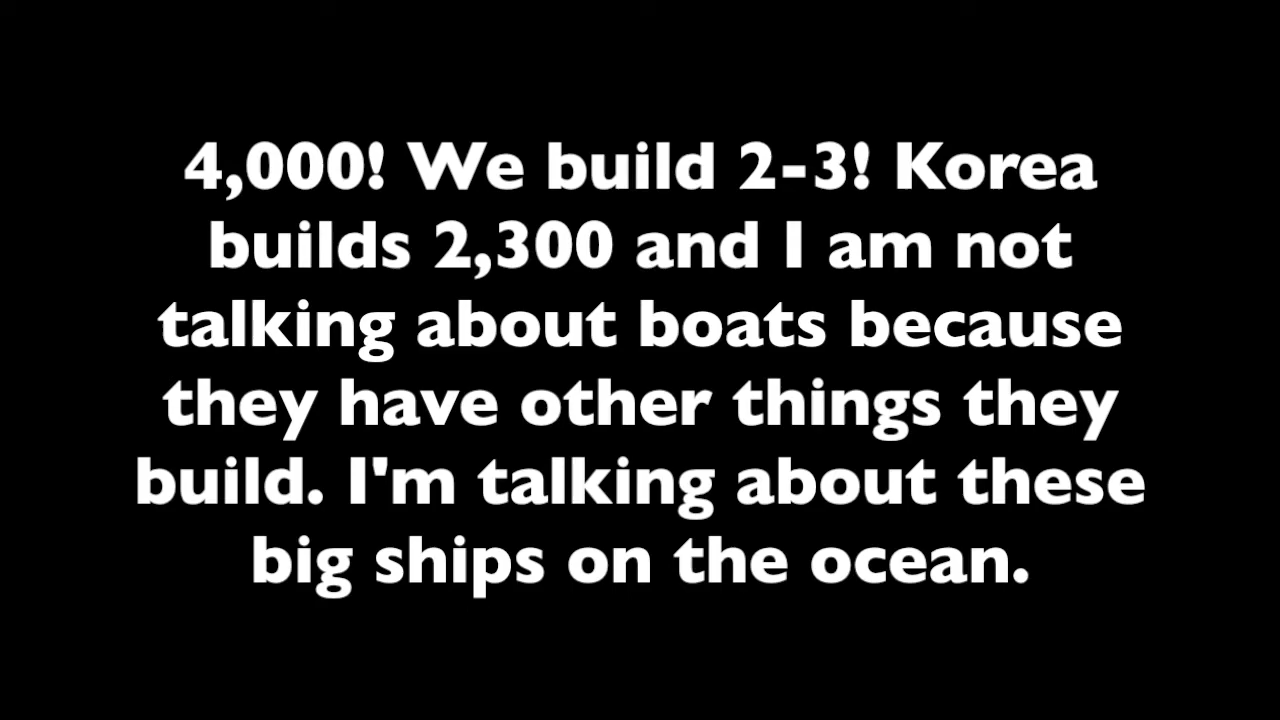 4,000! We build 2-3! Korea
builds 2,300 and I am not
talking about boats because
they have other things they
build. I'm talking about these
big ships on the ocean.